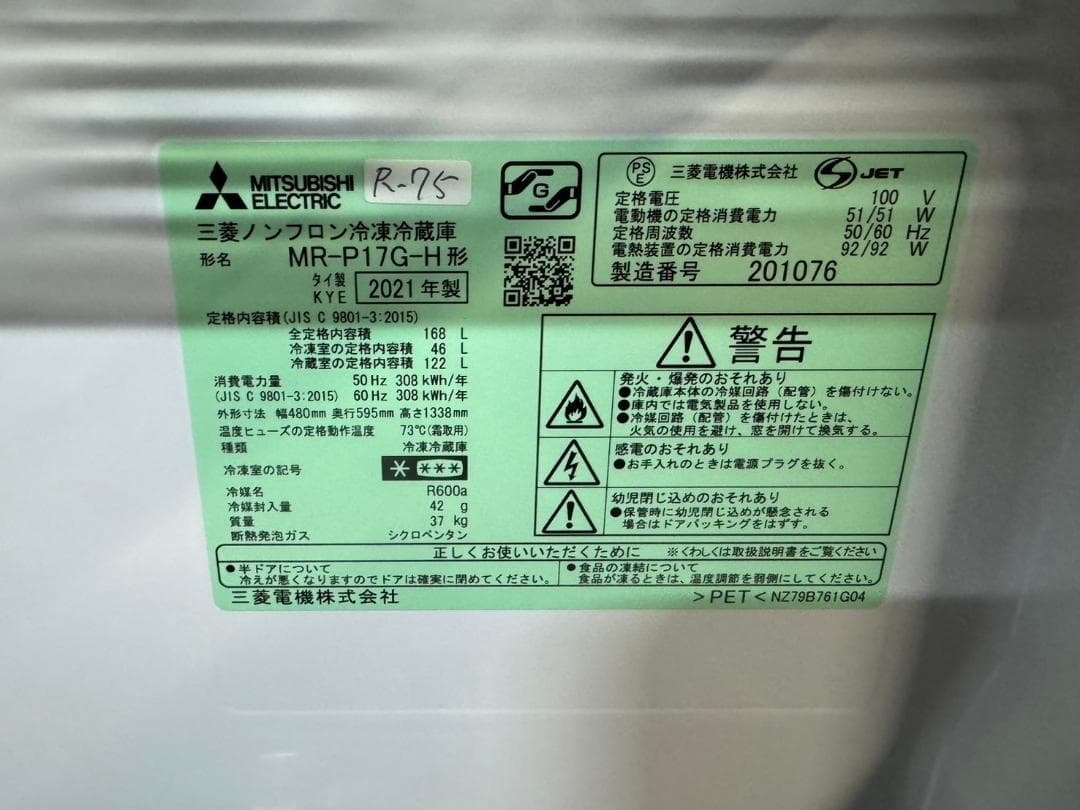 MITSUBISHI
ELECTRIC
R-75
三菱ノンフロン冷凍冷蔵庫
形名 MR-P17G-H形
タイ製
KYE
2021年製
定格内容積(JIS C 9801-3:2015)
全定格内容積 168 L
冷凍室の定格内容積 46 L
冷蔵室の定格内容積 122 L
消費電力量 50Hz 308 kWh/年
(JIS C 9801-3:2015) 60Hz 308 kWh/年
外形寸法 幅480mm 奥行595mm 高さ1338mm
温度ヒューズの定格動作温度 73℃(霜取用)
種類 冷凍冷蔵庫
冷凍室の記号 * ***
冷媒名 R600a
冷媒封入量 42 g
質量 37 kg
断熱発泡ガス シクロペンタン
G
PS
E
三菱電機株式会社 S JET
定格電圧 100 V
電動機の定格消費電力 51/51 W
定格周波数 50/60 Hz
電熱装置の定格消費電力 92/92 W
製造番号 201076
警告
発火・爆発のおそれあり
●冷蔵庫本体の冷媒回路(配管)を傷付けない。
●庫内では電気製品を使用しない。
●冷媒回路(配管)を傷付けたときは、
火気の使用を避け、窓を開けて換気する。
感電のおそれあり
●お手入れのときは電源プラグを抜く。
幼児閉じ込めのおそれあり
●保管時に幼児閉じ込めが懸念される
場合はドアパッキングをはずす。
正しくお使いいただくために ※くわしくは取扱説明書をご覧ください
●半ドアについて
冷えが悪くなりますのでドアは確実に閉めてください。
●食品の凍結について
食品が凍るときは、温度調節を弱側にしてください。
三菱電機株式会社
>PET< NZ79B761G04